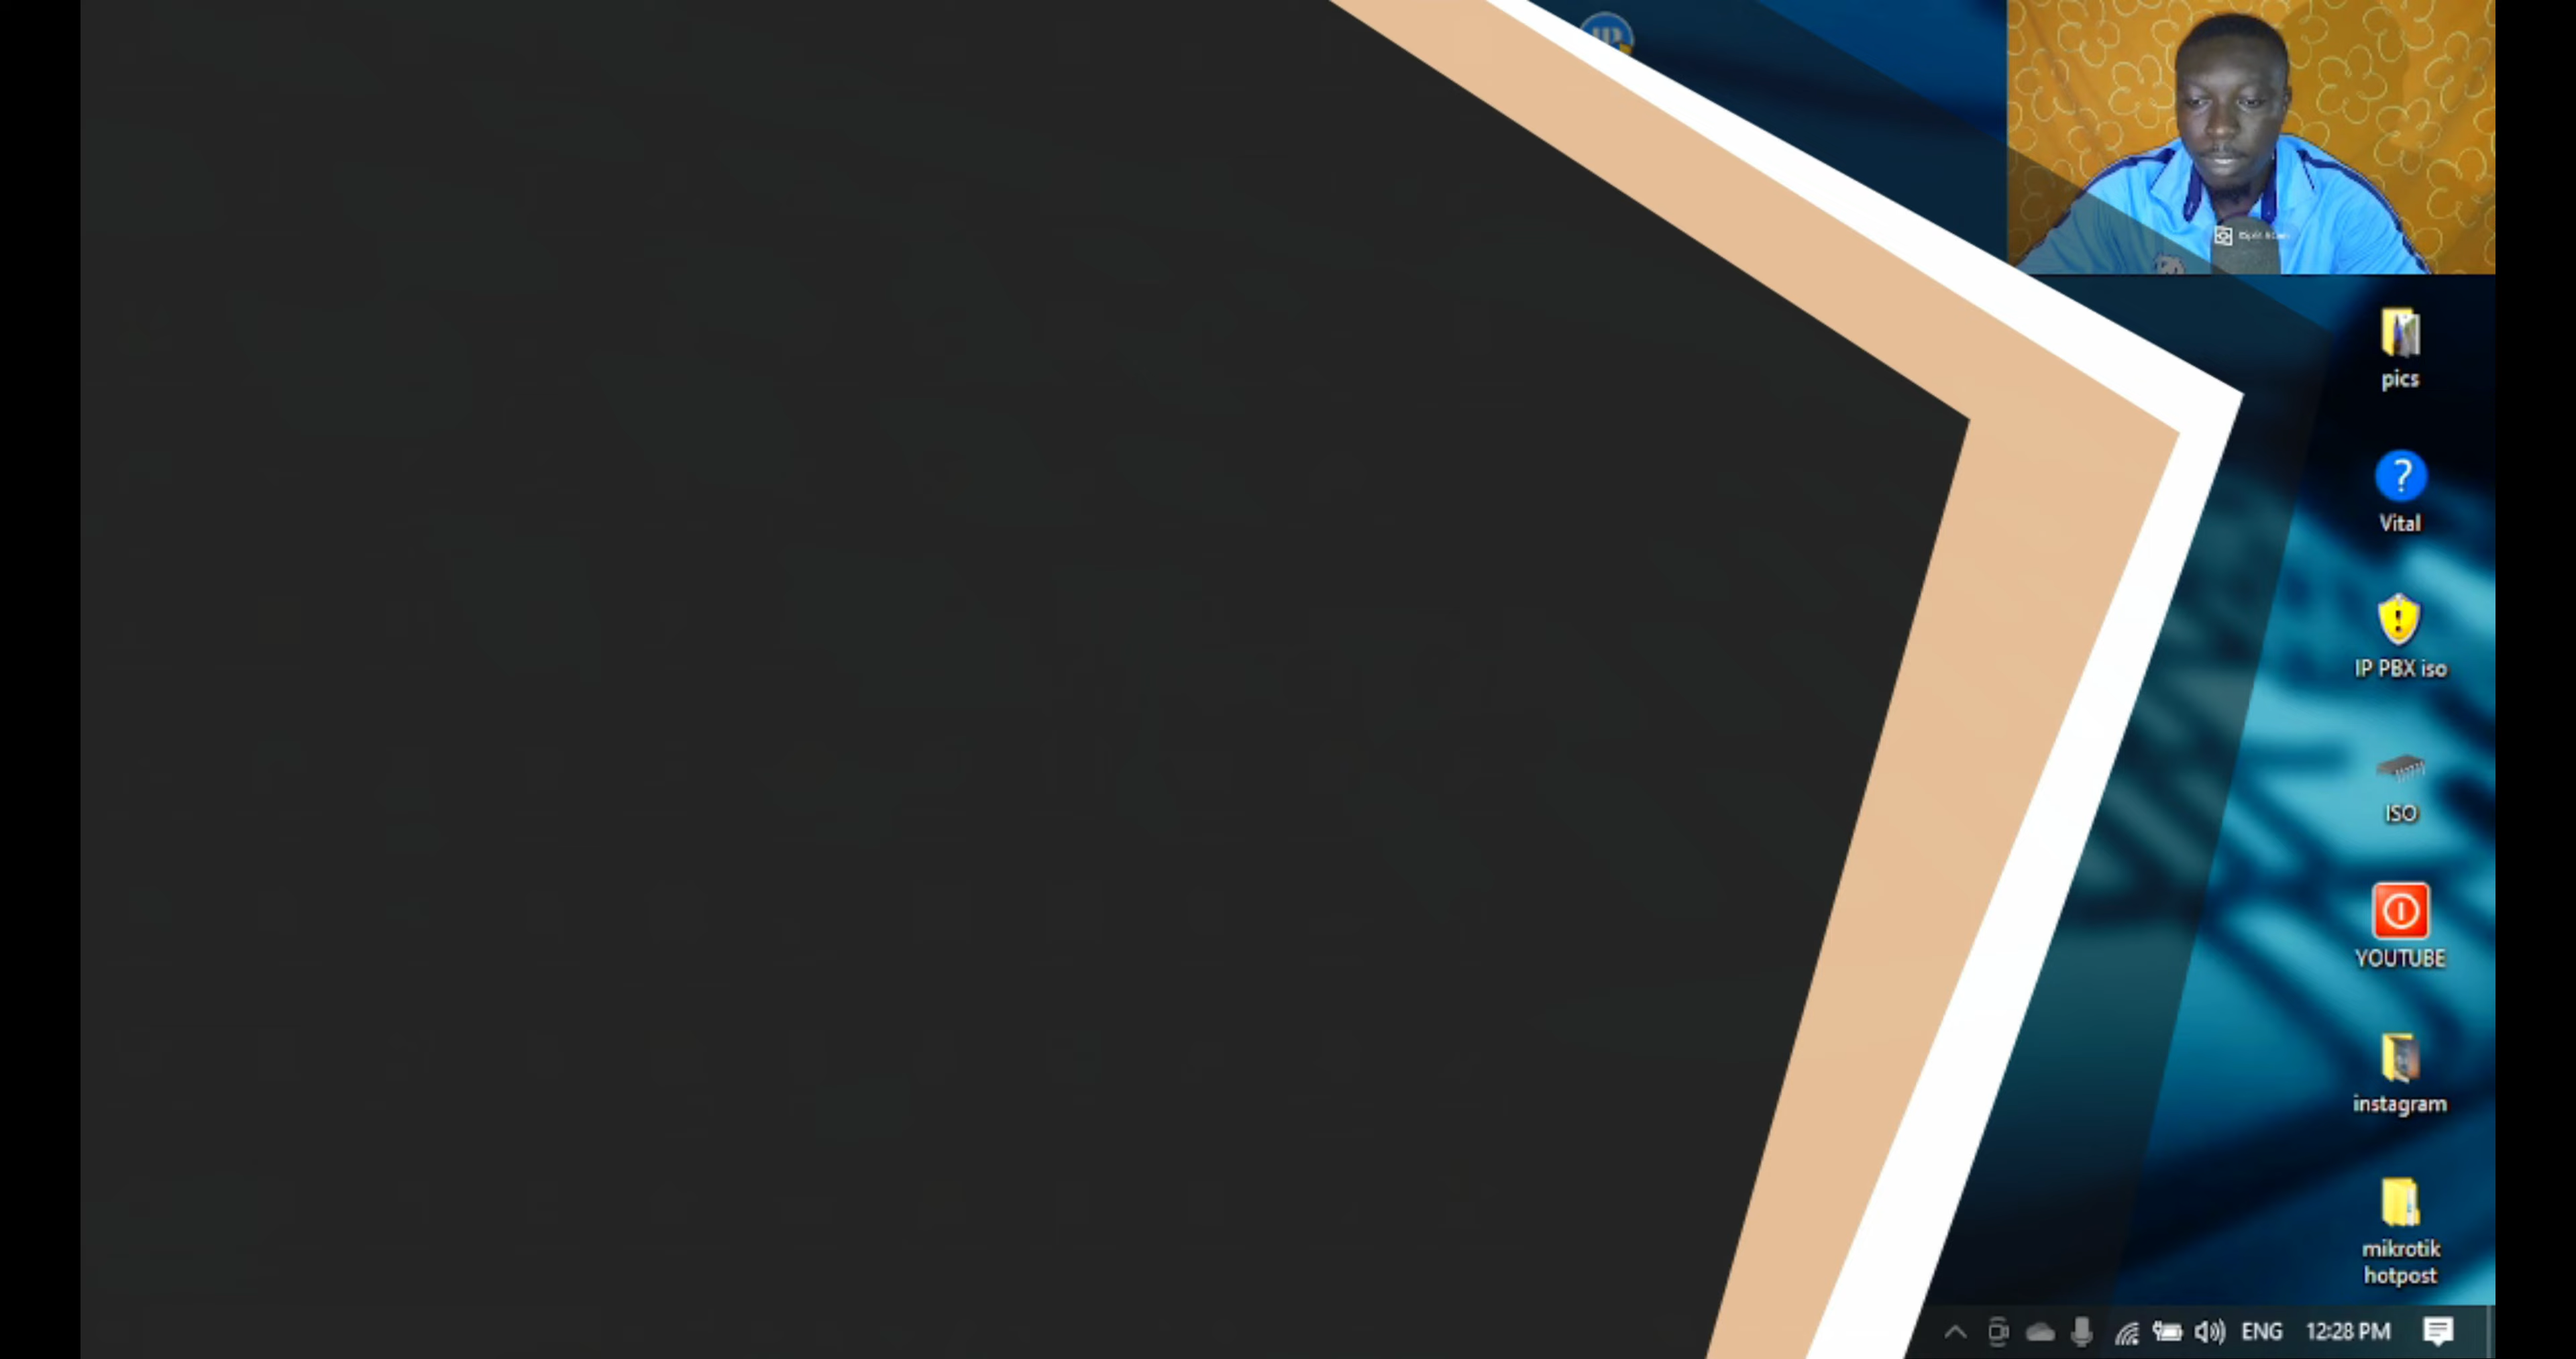 pics
Vital
IP PBX iso
ISO
YOUTUBE
instagram
mikrotik
hotpost
ENG 12:28 PM